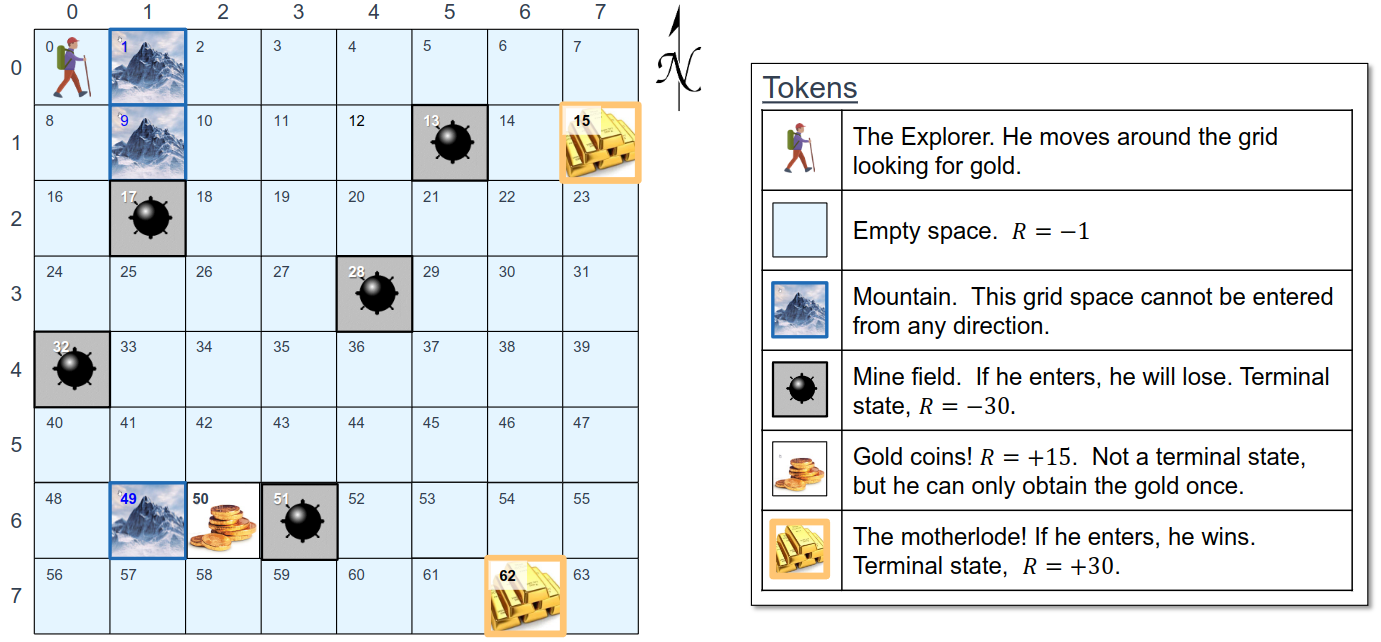 0 1 2 3 4 5 6 7
0 0 1 2 3 4 5 6 7
N
1 8 9 10 11 12 13 14 15
2 16 17 18 19 20 21 22 23
3 24 25 26 27 28 29 30 31
4 32 33 34 35 36 37 38 39
5 40 41 42 43 44 45 46 47
6 48 49 50 51 52 53 54 55
7 56 57 58 59 60 61 62 63
Tokens
The Explorer. He moves around the grid
looking for gold.
Empty space. R = −1
Mountain. This grid space cannot be entered
from any direction.
Mine field. If he enters, he will lose. Terminal
state, R = −30.
Gold coins! R = +15. Not a terminal state,
but he can only obtain the gold once.
The motherlode! If he enters, he wins.
Terminal state, R = +30.